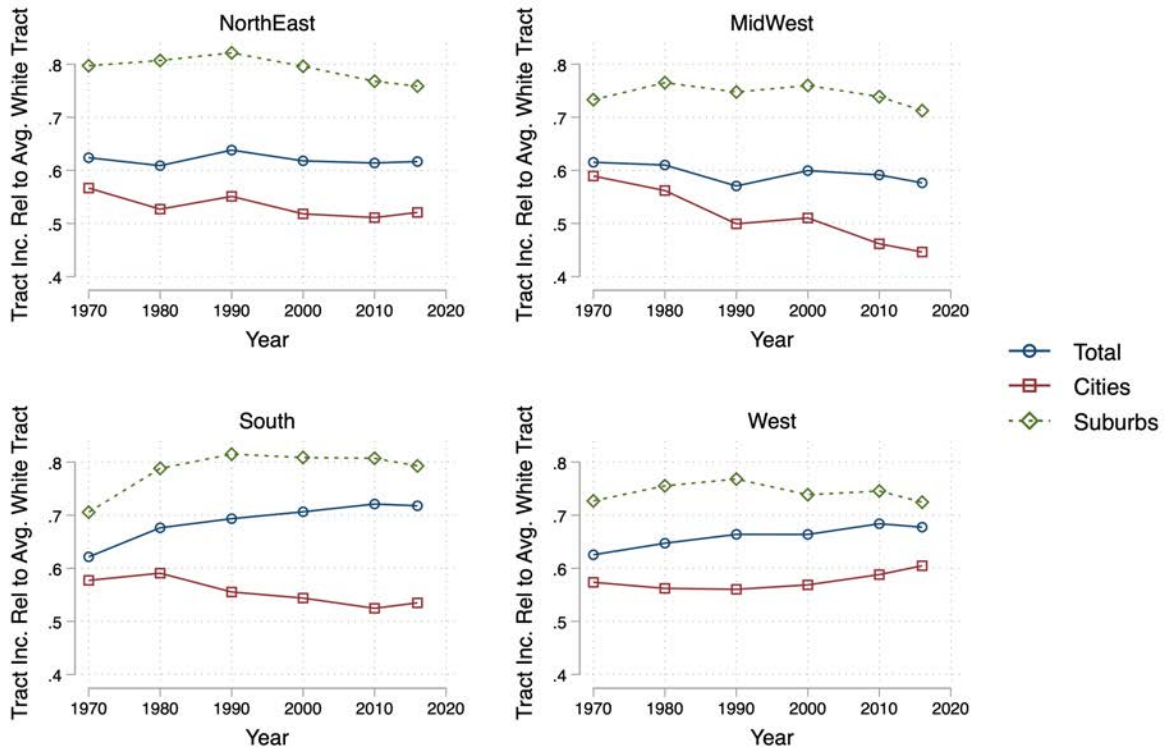 NorthEast
Tract Inc. Rel to Avg. White Tract
.8
.7
.6
.5
.4
1970 1980 1990 2000 2010 2020
Year
MidWest
Tract Inc. Rel to Avg. White Tract
.8
.7
.6
.5
.4
1970 1980 1990 2000 2010 2020
Year
Total
Cities
Suburbs
South
Tract Inc. Rel to Avg. White Tract
.8
.7
.6
.5
.4
1970 1980 1990 2000 2010 2020
Year
West
Tract Inc. Rel to Avg. White Tract
.8
.7
.6
.5
.4
1970 1980 1990 2000 2010 2020
Year